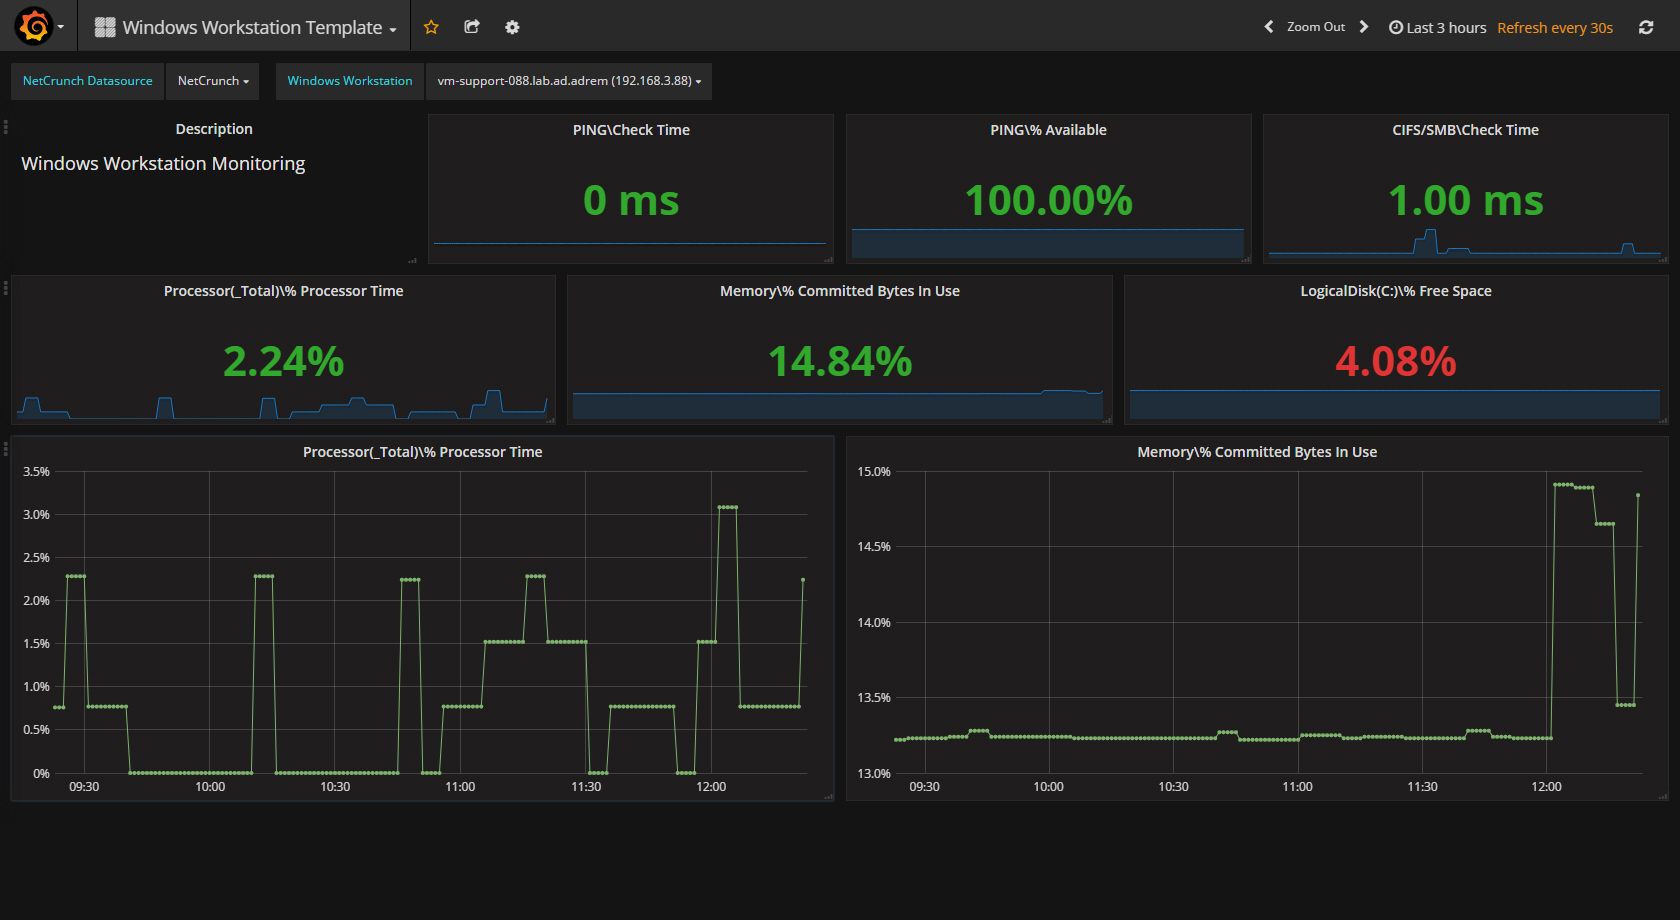 Windows Workstation Template
Zoom Out
Last 3 hours
Refresh every 30s
NetCrunch Datasource
NetCrunch
Windows Workstation
vm-support-088.lab.ad.adrem (192.168.3.88)
Description
Windows Workstation Monitoring
PING\Check Time
0 ms
PING\% Available
100.00%
CIFS/SMB\Check Time
1.00 ms
Processor(_Total)\% Processor Time
2.24%
Memory\% Committed Bytes In Use
14.84%
LogicalDisk(C:)\% Free Space
4.08%
Processor(_Total)\% Processor Time
3.5%
3.0%
2.5%
2.0%
1.5%
1.0%
0.5%
0%
09:30 10:00 10:30 11:00 11:30 12:00
Memory\% Committed Bytes In Use
15.0%
14.5%
14.0%
13.5%
13.0%
09:30 10:00 10:30 11:00 11:30 12:00